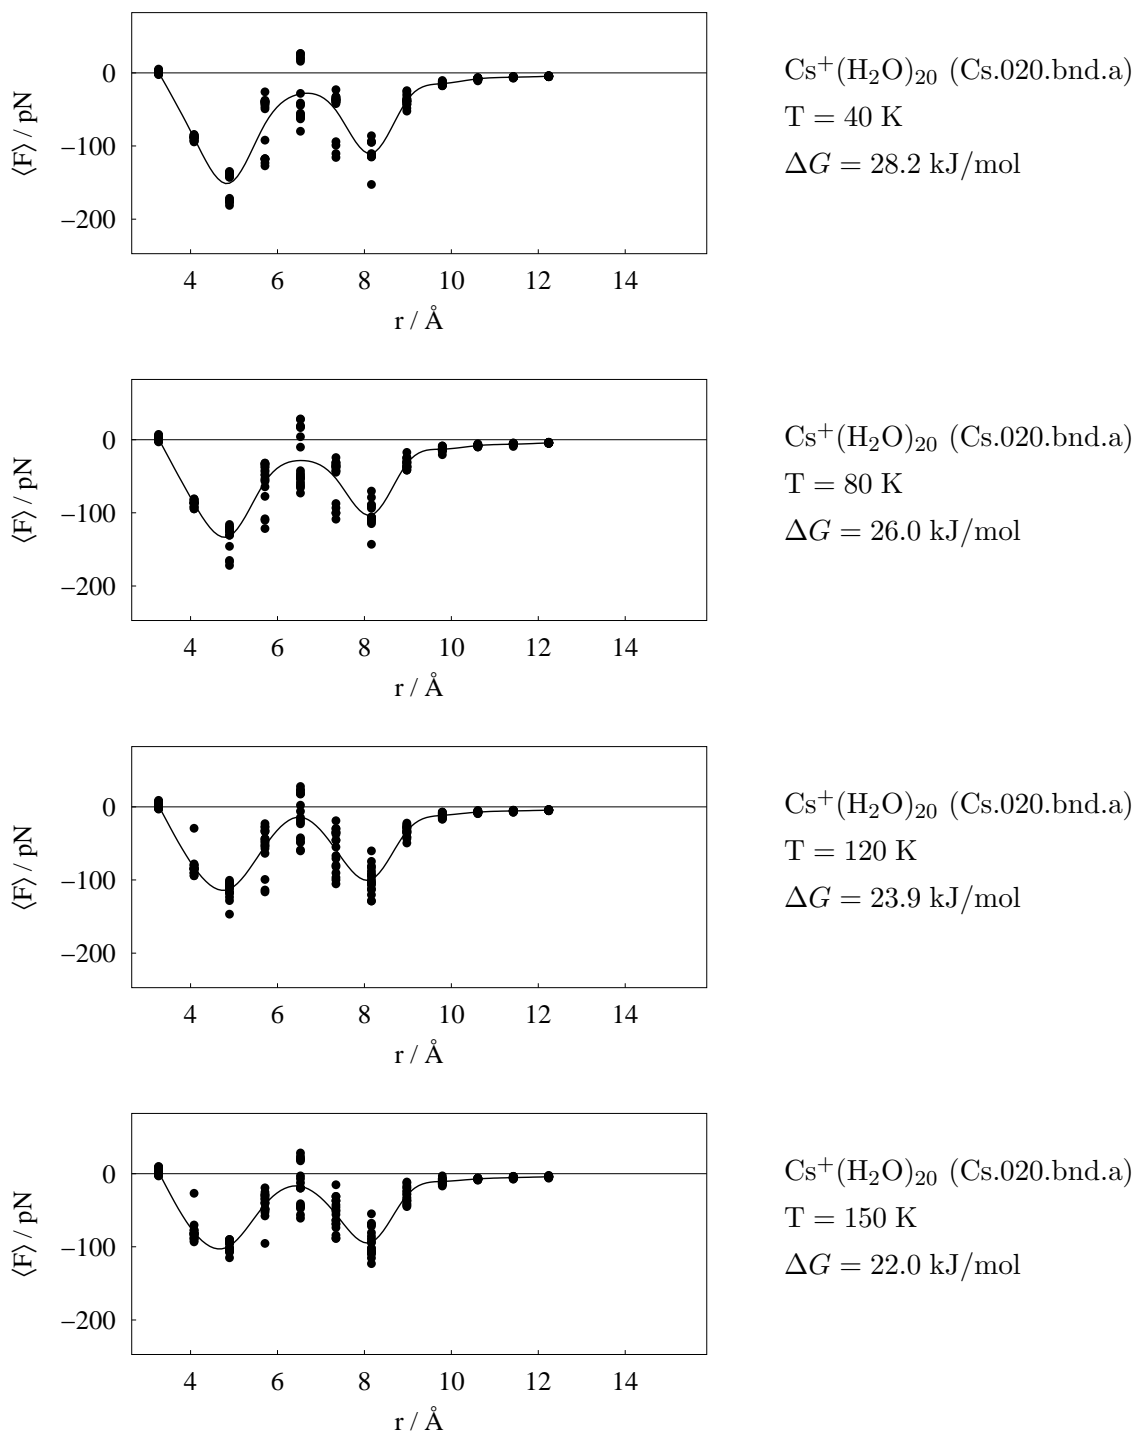 0
−100
−200
⟨F⟩ / pN
4 6 8 10 12 14
r / Å
Cs⁺(H₂O)₂₀ (Cs.020.bnd.a)
T = 40 K
ΔG = 28.2 kJ/mol
0
−100
−200
⟨F⟩ / pN
4 6 8 10 12 14
r / Å
Cs⁺(H₂O)₂₀ (Cs.020.bnd.a)
T = 80 K
ΔG = 26.0 kJ/mol
0
−100
−200
⟨F⟩ / pN
4 6 8 10 12 14
r / Å
Cs⁺(H₂O)₂₀ (Cs.020.bnd.a)
T = 120 K
ΔG = 23.9 kJ/mol
0
−100
−200
⟨F⟩ / pN
4 6 8 10 12 14
r / Å
Cs⁺(H₂O)₂₀ (Cs.020.bnd.a)
T = 150 K
ΔG = 22.0 kJ/mol